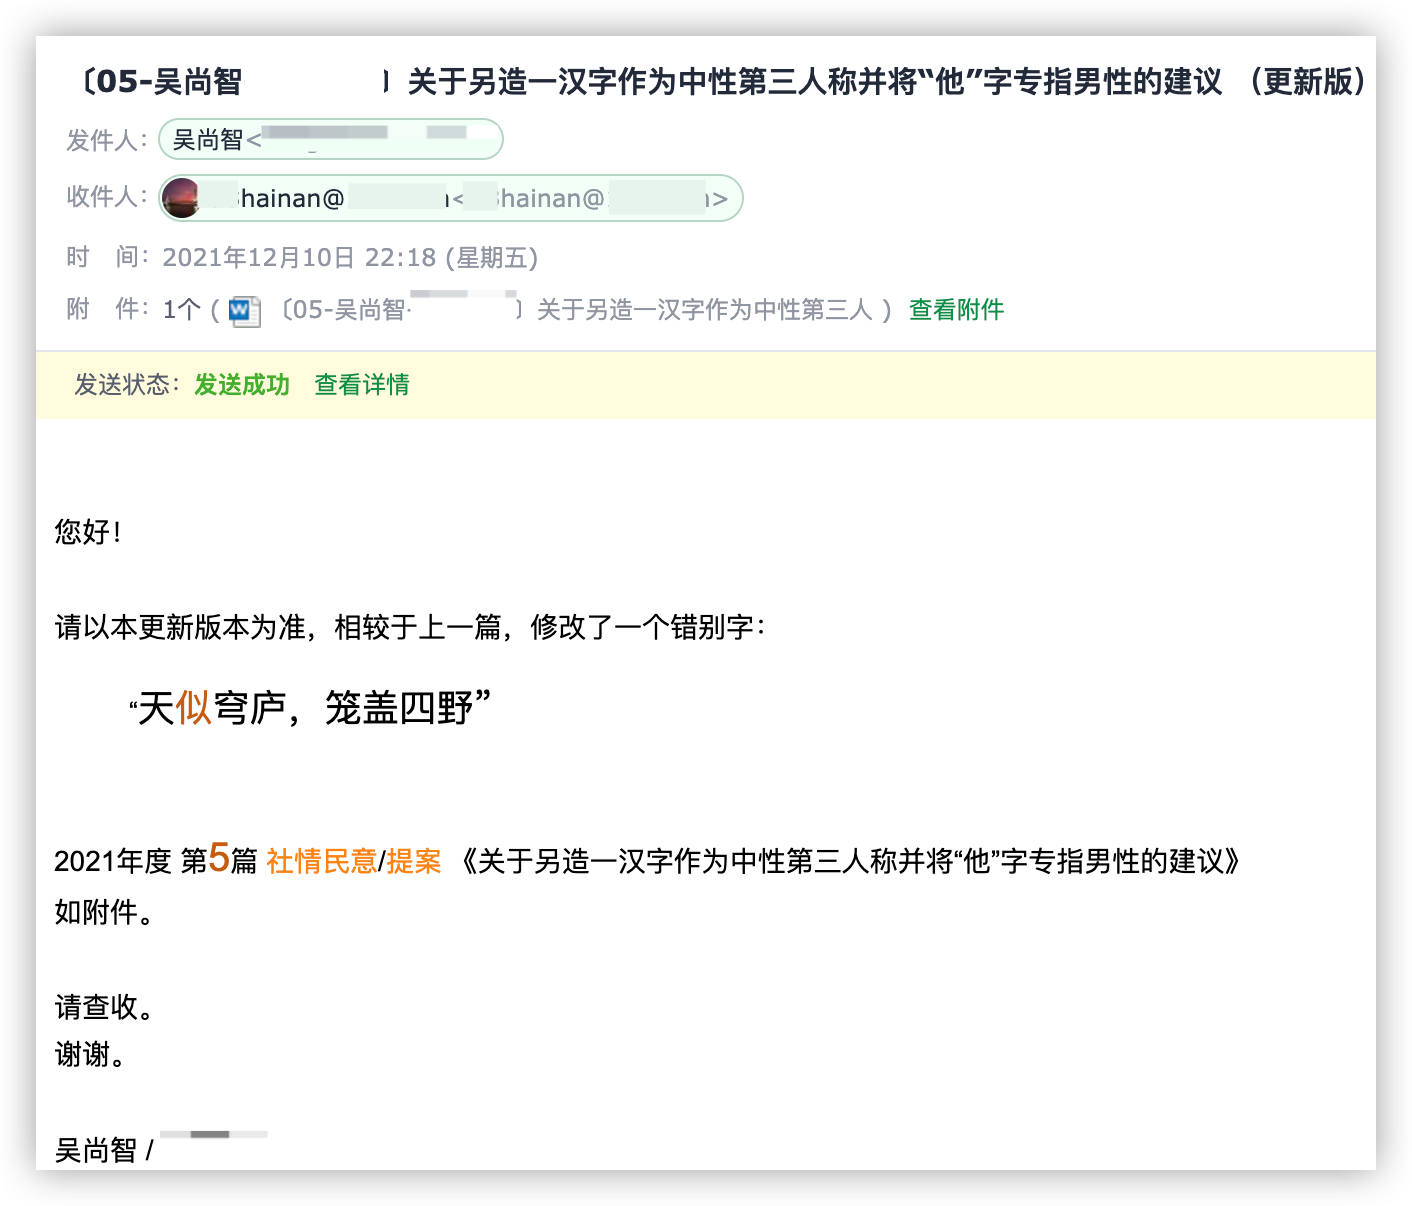 〔05-吴尚智 〕关于另造一汉字作为中性第三人称并将“他”字专指男性的建议 （更新版）
发件人：吴尚智<
收件人：hainan@ <hainan@ >
时 间：2021年12月10日 22:18 (星期五)
附 件：1个 ( 〔05-吴尚智· 〕关于另造一汉字作为中性第三人 ) 查看附件
发送状态：发送成功 查看详情
您好！
请以本更新版本为准，相较于上一篇，修改了一个错别字：
“天似穹庐，笼盖四野”
2021年度 第5篇 社情民意/提案 《关于另造一汉字作为中性第三人称并将“他”字专指男性的建议》
如附件。
请查收。
谢谢。
吴尚智 /